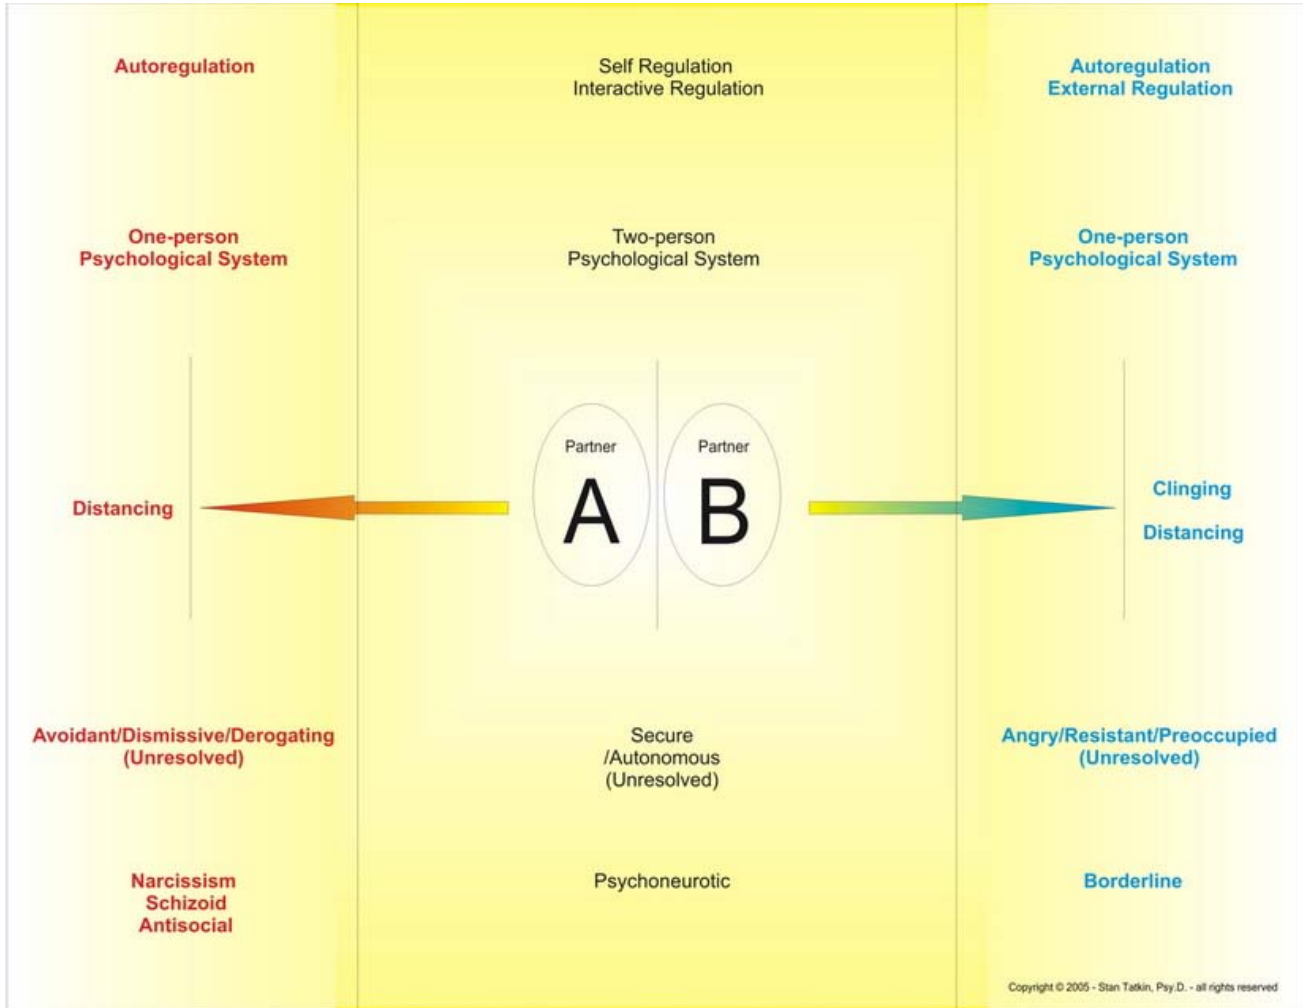 Autoregulation
Self Regulation
Interactive Regulation
Autoregulation
External Regulation
One-person
Psychological System
Two-person
Psychological System
One-person
Psychological System
Distancing
Partner
A
Partner
B
Clinging
Distancing
Avoidant/Dismissive/Derogating
(Unresolved)
Secure
/Autonomous
(Unresolved)
Angry/Resistant/Preoccupied
(Unresolved)
Narcissism
Schizoid
Antisocial
Psychoneurotic
Borderline
Copyright © 2005 - Stan Tatkin, Psy.D. - all rights reserved